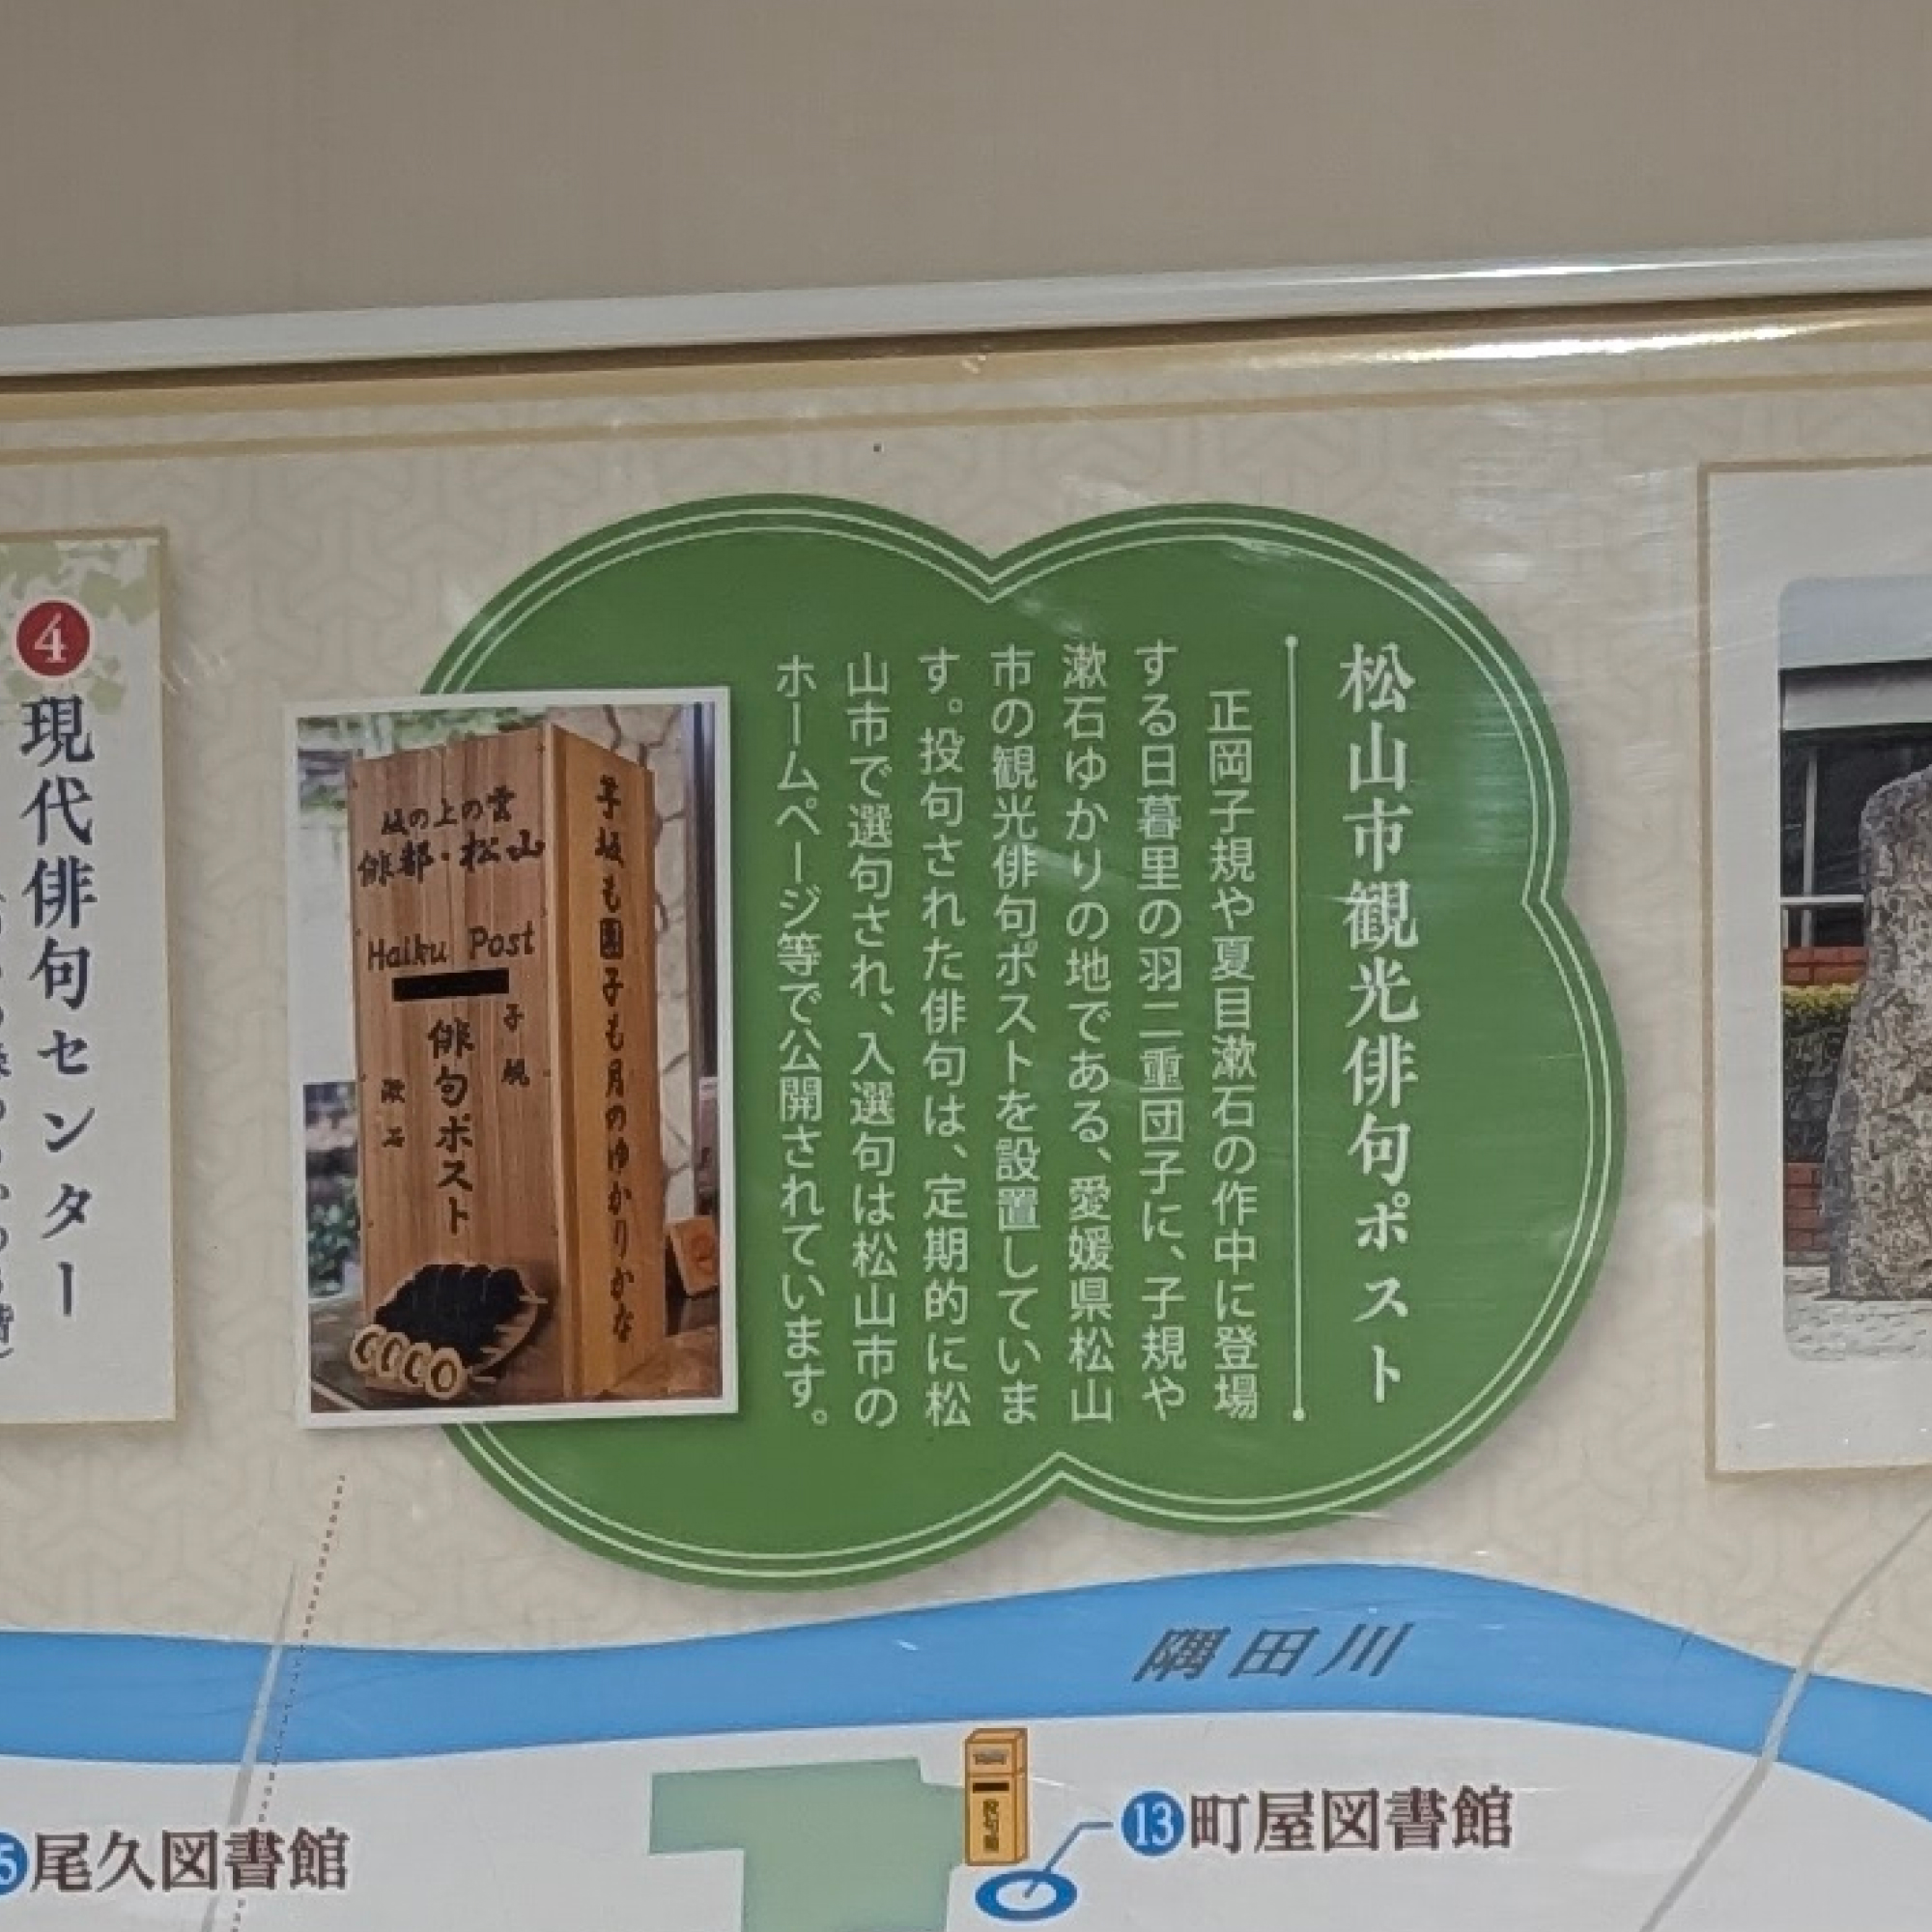 松山市観光俳句ポスト
正岡子規や夏目漱石の作中に登場
する日暮里の羽二重団子に、子規や
漱石ゆかりの地である、愛媛県松山
市の観光俳句ポストを設置していま
す。投句された俳句は、定期的に松
山市で選句され、入選句は松山市の
ホームページ等で公開されています。
芋坂も團子も月のゆかりかな
坂の上の雲
俳都・松山
Haiku Post
子規
俳句ポスト
漱石
4 現代俳句センター
隅田川
投句箱
13 町屋図書館
尾久図書館